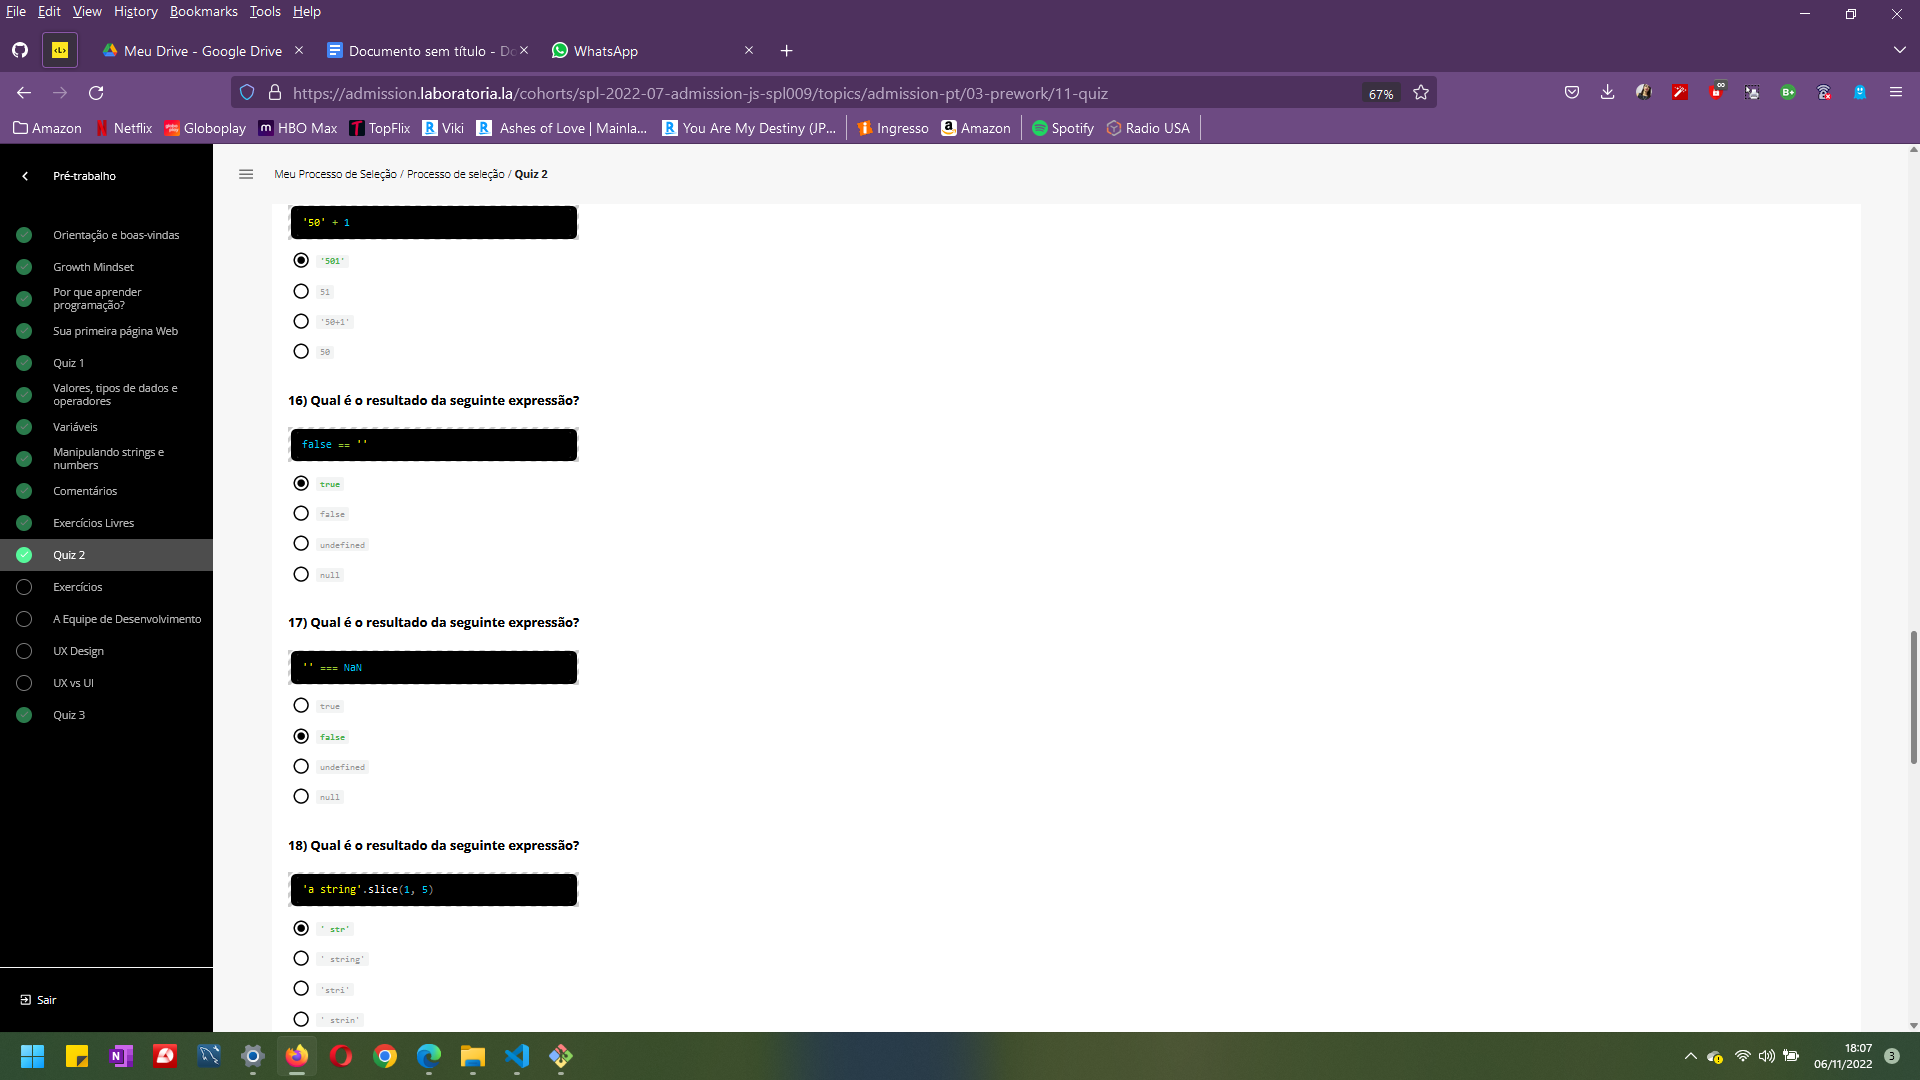 File Edit View History Bookmarks Tools Help
Meu Drive - Google Drive
Documento sem título - Do
WhatsApp
https://admission.laboratoria.la/cohorts/spl-2022-07-admission-js-spl009/topics/admission-pt/03-prework/11-quiz
67%
Amazon Netflix Globoplay HBO Max TopFlix Viki Ashes of Love | Mainla... You Are My Destiny (JP... Ingresso Amazon Spotify Radio USA
Pré-trabalho
Orientação e boas-vindas
Growth Mindset
Por que aprender
programação?
Sua primeira página Web
Quiz 1
Valores, tipos de dados e
operadores
Variáveis
Manipulando strings e
numbers
Comentários
Exercícios Livres
Quiz 2
Exercícios
A Equipe de Desenvolvimento
UX Design
UX vs UI
Quiz 3
Sair
Meu Processo de Seleção / Processo de seleção / Quiz 2
'50' + 1
'501'
51
'50+1'
50
16) Qual é o resultado da seguinte expressão?
false == ''
true
false
undefined
null
17) Qual é o resultado da seguinte expressão?
'' === NaN
true
false
undefined
null
18) Qual é o resultado da seguinte expressão?
'a string'.slice(1, 5)
' str'
' string'
'stri'
' strin'
18:07
06/11/2022
3